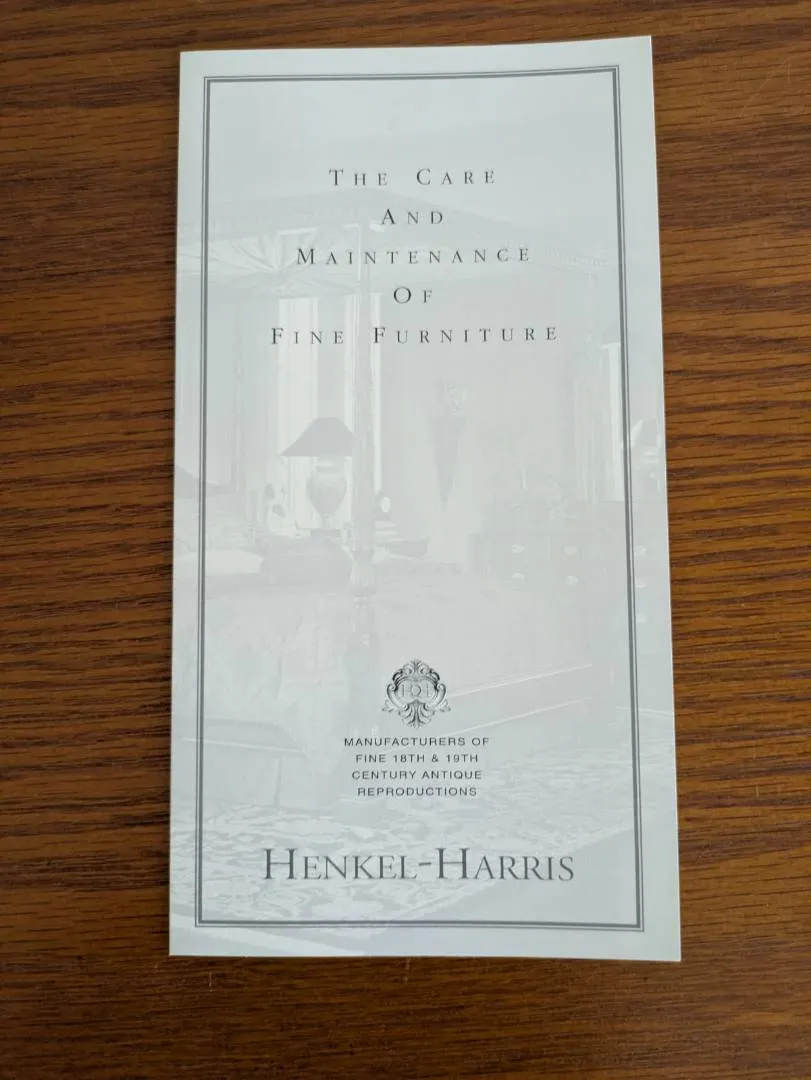 THE CARE
AND
MAINTENANCE
OF
FINE FURNITURE
MANUFACTURERS OF
FINE 18TH & 19TH
CENTURY ANTIQUE
REPRODUCTIONS
HENKEL-HARRIS